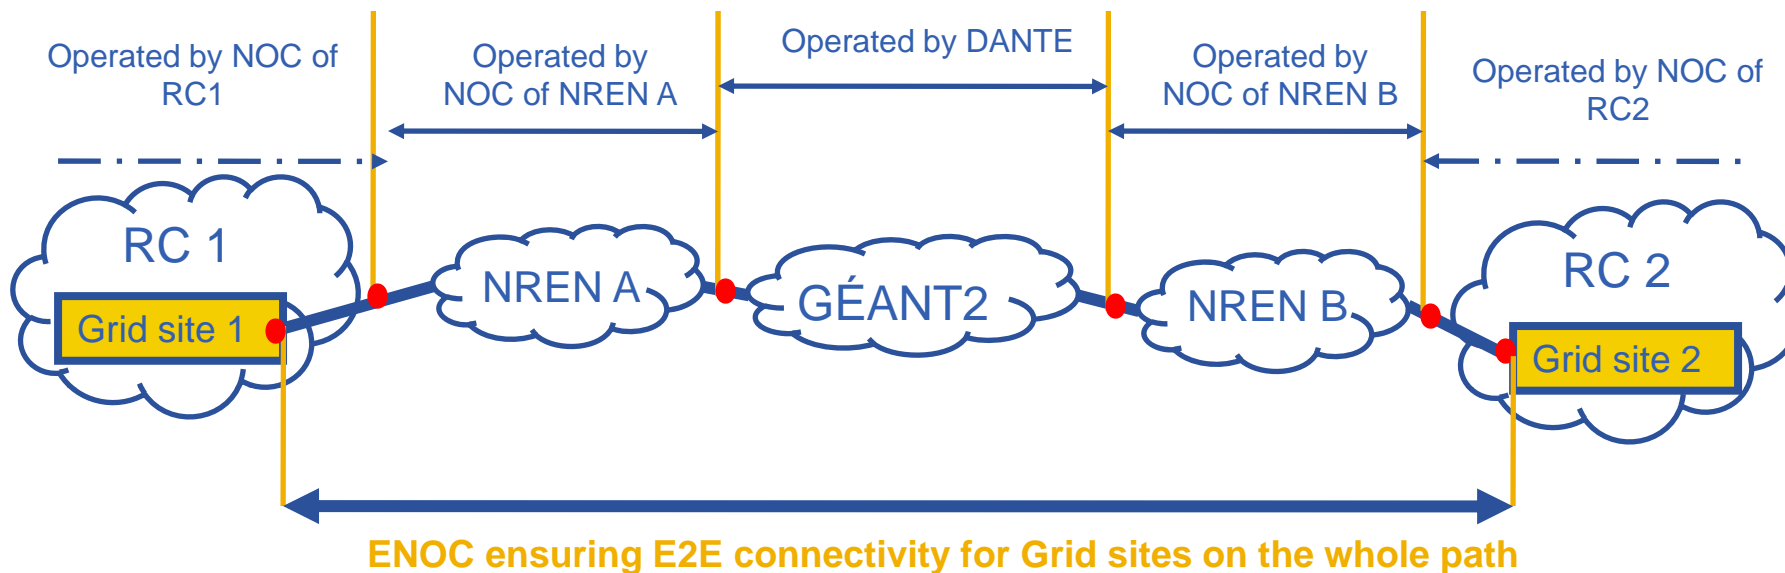 Operated by NOC of
RC1
Operated by
NOC of NREN A
Operated by DANTE
Operated by
NOC of NREN B
Operated by NOC of
RC2
RC 1
Grid site 1
NREN A
GÉANT2
NREN B
RC 2
Grid site 2
ENOC ensuring E2E connectivity for Grid sites on the whole path